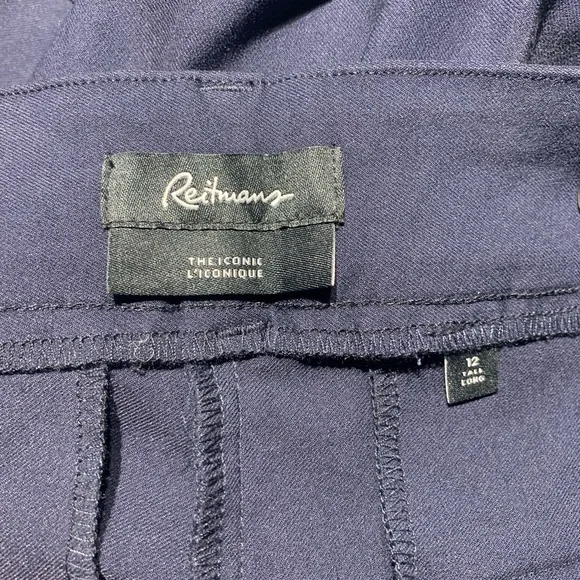 Reitmans
THE ICONIC
L'ICONIQUE
12
TALL
LONG